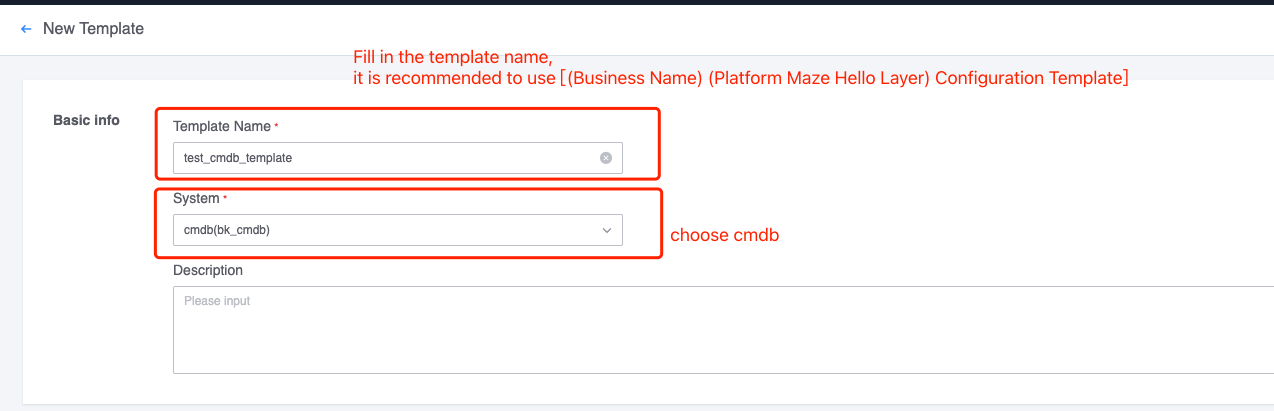 ← New Template
Fill in the template name,
it is recommended to use [(Business Name) (Platform Maze Hello Layer) Configuration Template]
Basic info
Template Name *
test_cmdb_template
System *
cmdb(bk_cmdb)
choose cmdb
Description
Please input